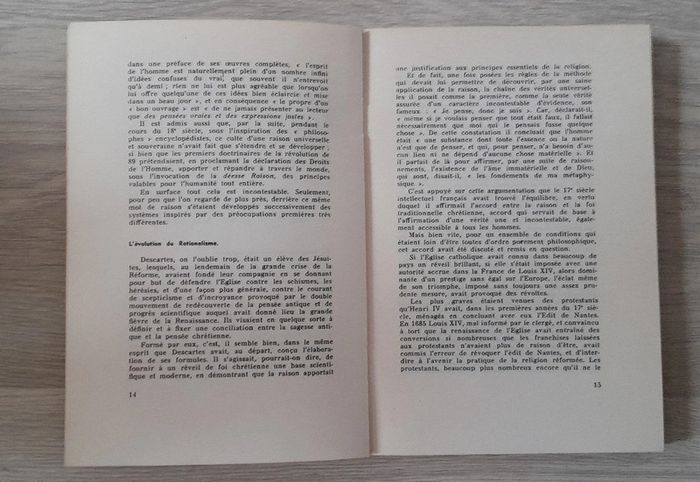 dans une préface de ses œuvres complètes, « l'esprit
de l'homme est naturellement plein d'un nombre infini
d'idées confuses du vrai, que souvent il n'entrevoit
qu'à demi ; rien ne lui est plus agréable que lorsqu'on
lui offre quelqu'une de ces idées bien éclaircie et mise
dans un beau jour », et en conséquence « le propre d'un
« bon ouvrage » est « de ne jamais présenter au lecteur
que des pensées vraies et des expressions justes ».
Il est admis aussi que, par la suite, pendant le
cours du 18e siècle, sous l'inspiration des « philoso-
phes » encyclopédistes, ce culte d'une raison universelle
et souveraine n'avait fait que s'étendre et se développer ;
si bien que les premiers doctrinaires de la révolution de
89 prétendaient, en proclamant la déclaration des Droits
de l'Homme, apporter et répandre à travers le monde,
sous l'invocation de la déesse Raison, des principes
valables pour l'humanité tout entière.
En surface tout cela est incontestable. Seulement,
pour peu que l'on regarde de plus près, derrière ce même
mot de raison s'étaient développés successivement des
systèmes inspirés par des préoccupations premières très
différentes.
L'évolution du Rationalisme.
Descartes, on l'oublie trop, était un élève des Jésui-
tes, lesquels, au lendemain de la grande crise de la
Réforme, avaient fondé leur compagnie en se donnant
pour but de défendre l'Eglise contre les schismes, les
hérésies, et d'une façon plus générale, contre le courant
de scepticisme et d'incroyance provoqué par le double
mouvement de redécouverte de la pensée antique et de
progrès scientifique auquel avait donné lieu la grande
fièvre de la Renaissance. Ils visaient en quelque sorte à
définir et à fixer une conciliation entre la sagesse anti-
que et la pensée chrétienne.
Formé par eux, c'est, il semble bien, dans le même
esprit que Descartes avait, au départ, conçu l'élabora-
tion de ses formules. Il s'agissait, pourrait-on dire, de
fournir à un réveil de foi chrétienne une base scienti-
fique et moderne, en démontrant que la raison apportait
14
une justification aux principes essentiels de la religion.
Et de fait, une fois posées les règles de la méthode
qui devait lui permettre de découvrir, par une saine
application de la raison, la chaîne des vérités universel-
les il posait comme la première, comme la seule vérité
assurée d'un caractère incontestable d'évidence, son
fameux : « Je pense, donc je suis ». Car, déclarait-il,
« même si je voulais penser que tout était faux, il fallait
nécessairement que moi qui le pensais fusse quelque
chose ». De cette constatation il concluait que l'homme était
« une substance dont toute l'essence ou la nature
n'est que de penser, et qui, pour penser, n'a besoin d'au-
cun lien ni ne dépend d'aucune chose matérielle ». Et
il partait de là pour affirmer, par une suite de raison-
nements, l'existence de l'âme immatérielle et de Dieu,
qui sont, disait-il, « les fondements de ma métaphy-
sique ».
C'est appuyé sur cette argumentation que le 17e siècle
intellectuel français avait trouvé l'équilibre, en vertu
duquel il affirmait l'accord entre la raison et la foi
traditionnelle chrétienne, accord qui servait de base à
l'affirmation d'une vérité une et incontestable, également
accessible à tous les hommes.
Mais bien vite, pour un ensemble de conditions qui
étaient loin d'être toutes d'ordre purement philosophique,
cet accord avait été discuté et remis en question.
Si l'Eglise catholique avait connu dans beaucoup de
pays un réveil brillant, si elle s'était imposée avec une
autorité accrue dans la France de Louis XIV, alors domi-
nante d'un prestige sans égal sur l'Europe, l'éclat même
de son triomphe, imposé sans toujours une assez pru-
dente mesure, avait provoqué des révoltes.
Les plus graves étaient venues des protestants
qu'Henri IV avait, dans les premières années du 17e siè-
cle, ménagés en concluant avec eux l'Edit de Nantes.
En 1685 Louis XIV, mal informé par le clergé, et convaincu
à tort que la renaissance de l'Eglise avait entraîné des
conversions si nombreuses que les franchises laissées
aux protestants n'avaient plus de raison d'être, avait
commis l'erreur de révoquer l'édit de Nantes, et d'inter-
dire à l'avenir la pratique de la religion réformée. Les
protestants, beaucoup plus nombreux encore qu'il ne le
15